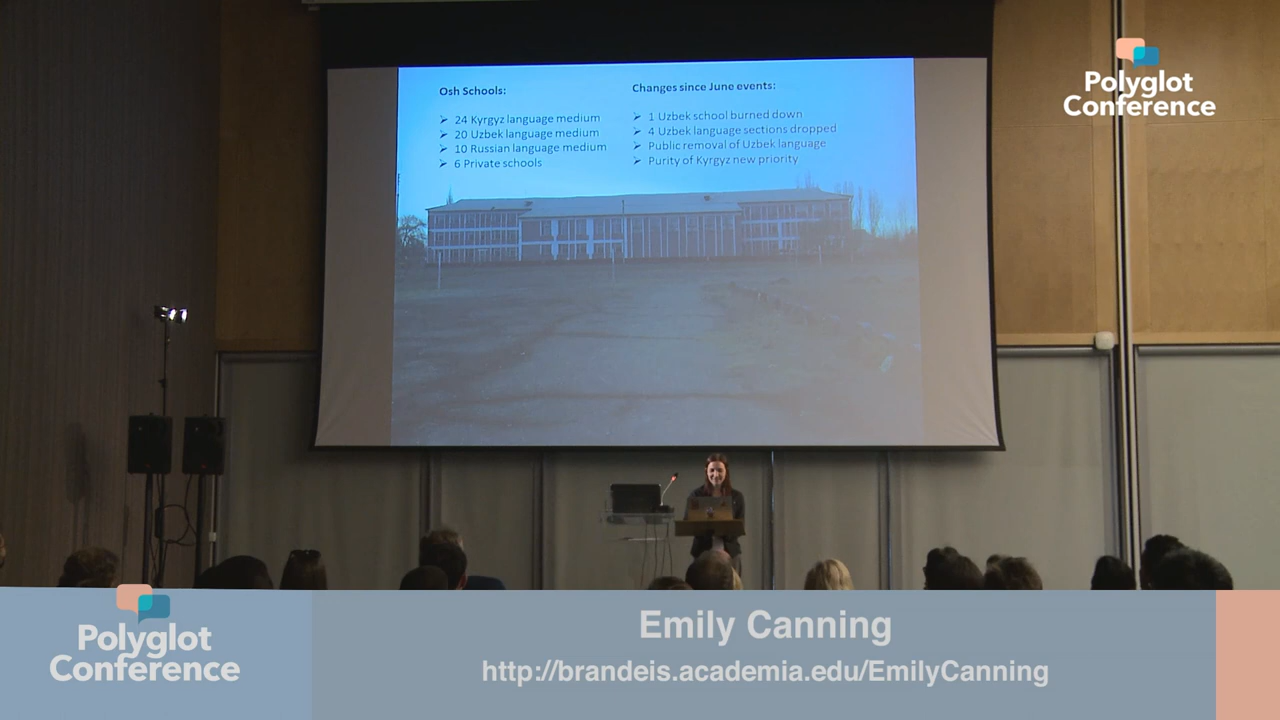 Osh Schools:
24 Kyrgyz language medium
20 Uzbek language medium
10 Russian language medium
6 Private schools
Changes since June events:
1 Uzbek school burned down
4 Uzbek language sections dropped
Public removal of Uzbek language
Purity of Kyrgyz new priority
Polyglot
Conference
Polyglot
Conference
Emily Canning
http://brandeis.academia.edu/EmilyCanning